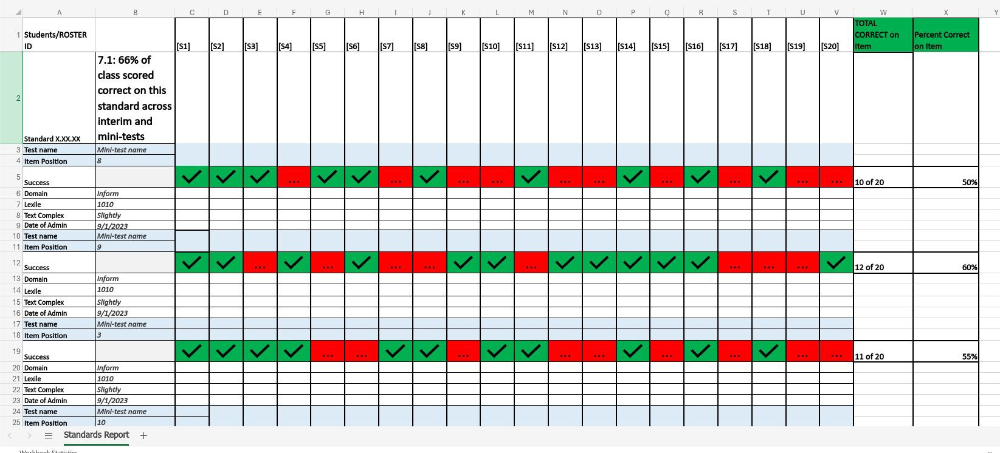 A B C D E F G H I J K L M N O P Q R S T U V W X Y
1 Students/ROSTER ID [S1] [S2] [S3] [S4] [S5] [S6] [S7] [S8] [S9] [S10] [S11] [S12] [S13] [S14] [S15] [S16] [S17] [S18] [S19] [S20] TOTAL CORRECT on Item Percent Correct on Item
2 Standard X.XX.XX 7.1: 66% of class scored correct on this standard across interim and mini-tests
3 Test name Mini-test name
4 Item Position 8
5 Success ✓ ✓ ✓ ... ✓ ✓ ... ✓ ... ... ✓ ... ... ✓ ... ✓ ... ✓ ... ... 10 of 20 50%
6 Domain Inform
7 Lexile 1010
8 Text Complex Slightly
9 Date of Admin 9/1/2023
10 Test name Mini-test name
11 Item Position 9
12 Success ✓ ✓ ... ✓ ... ✓ ... ... ✓ ✓ ... ✓ ✓ ✓ ✓ ✓ ... ... ... ✓ 12 of 20 60%
13 Domain Inform
14 Lexile 1010
15 Text Complex Slightly
16 Date of Admin 9/1/2023
17 Test name Mini-test name
18 Item Position 3
19 Success ✓ ✓ ✓ ✓ ... ... ✓ ✓ ... ✓ ✓ ... ... ✓ ... ✓ ... ✓ ... ... 11 of 20 55%
20 Domain Inform
21 Lexile 1010
22 Text Complex Slightly
23 Date of Admin 9/1/2023
24 Test name Mini-test name
25 Item Position 10
Standards Report +
Workbook Statistics